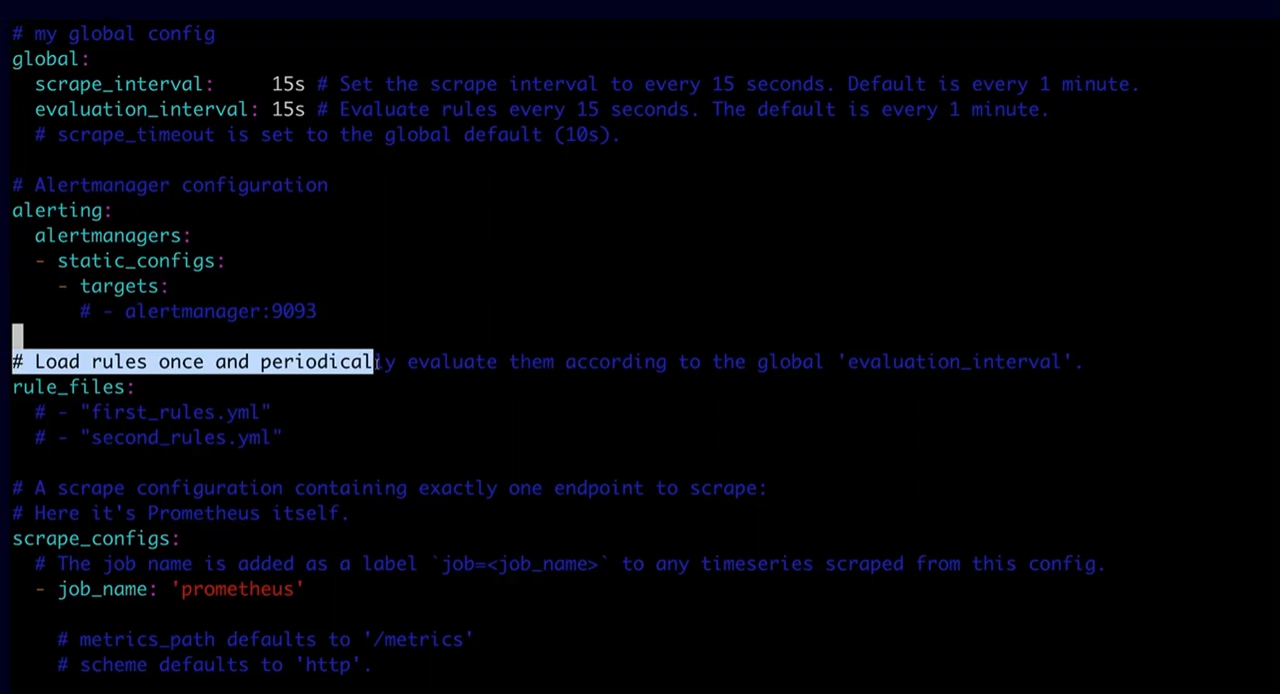 # my global config
global:
  scrape_interval:     15s # Set the scrape interval to every 15 seconds. Default is every 1 minute.
  evaluation_interval: 15s # Evaluate rules every 15 seconds. The default is every 1 minute.
  # scrape_timeout is set to the global default (10s).

# Alertmanager configuration
alerting:
  alertmanagers:
  - static_configs:
    - targets:
      # - alertmanager:9093

# Load rules once and periodically evaluate them according to the global 'evaluation_interval'.
rule_files:
  # - "first_rules.yml"
  # - "second_rules.yml"

# A scrape configuration containing exactly one endpoint to scrape:
# Here it's Prometheus itself.
scrape_configs:
  # The job name is added as a label `job=<job_name>` to any timeseries scraped from this config.
  - job_name: 'prometheus'

    # metrics_path defaults to '/metrics'
    # scheme defaults to 'http'.